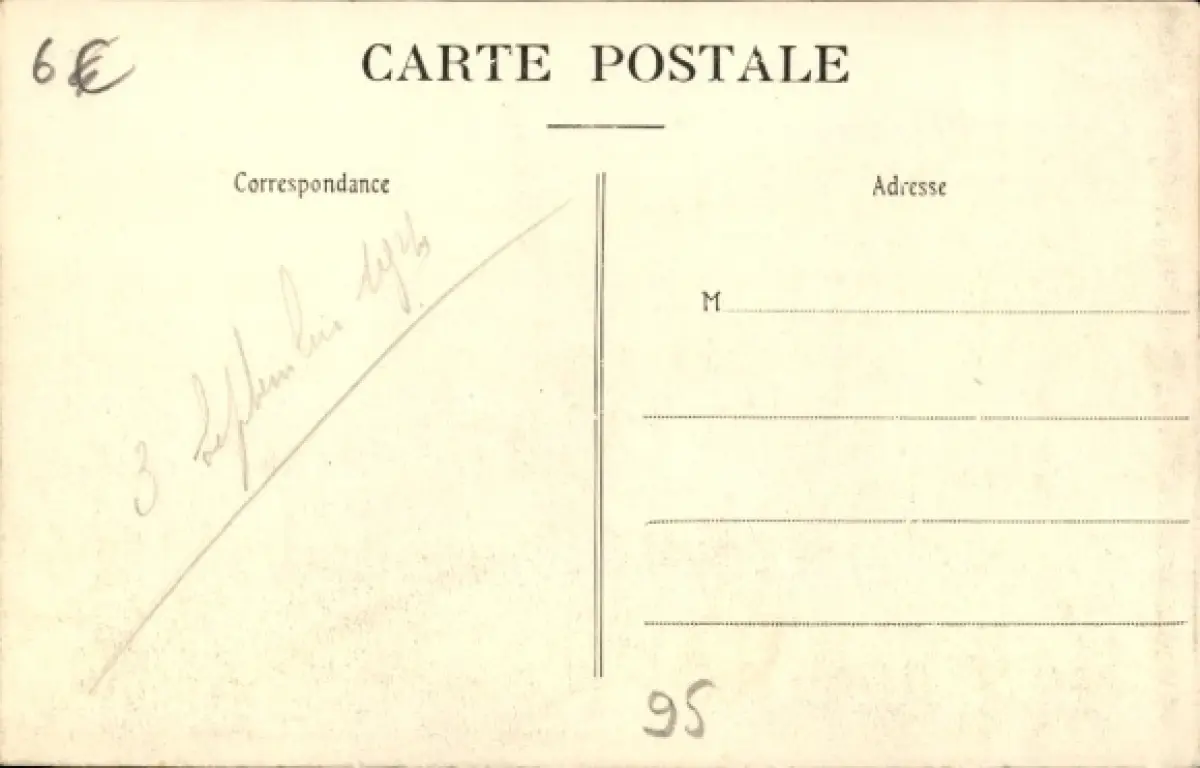 6€
CARTE POSTALE
Correspondance
Adresse
3 Septembre
M
95